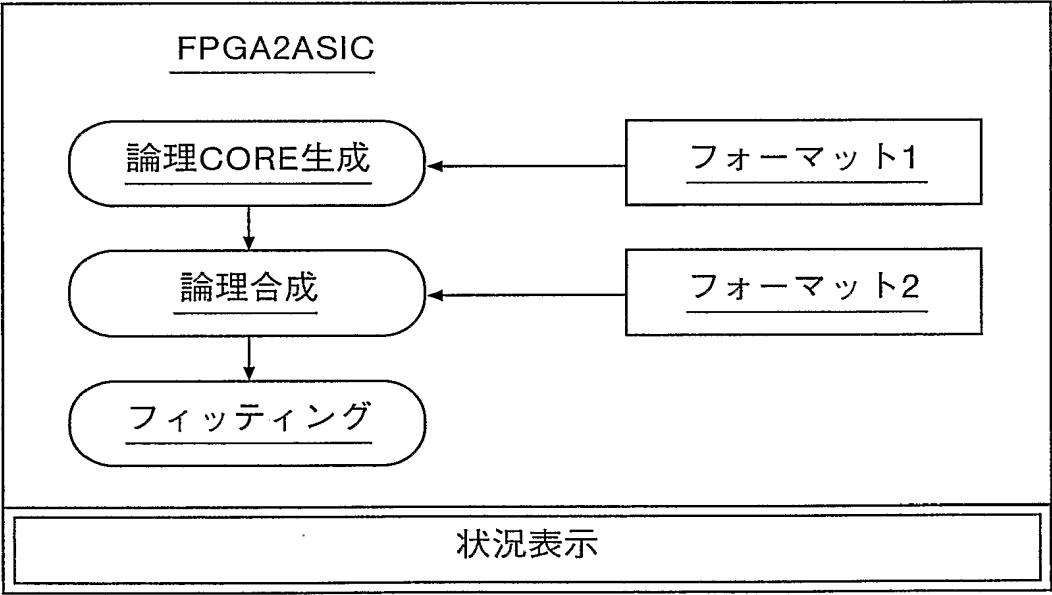 FPGA2ASIC
論理CORE生成
フォーマット1
論理合成
フォーマット2
フィッティング
状況表示